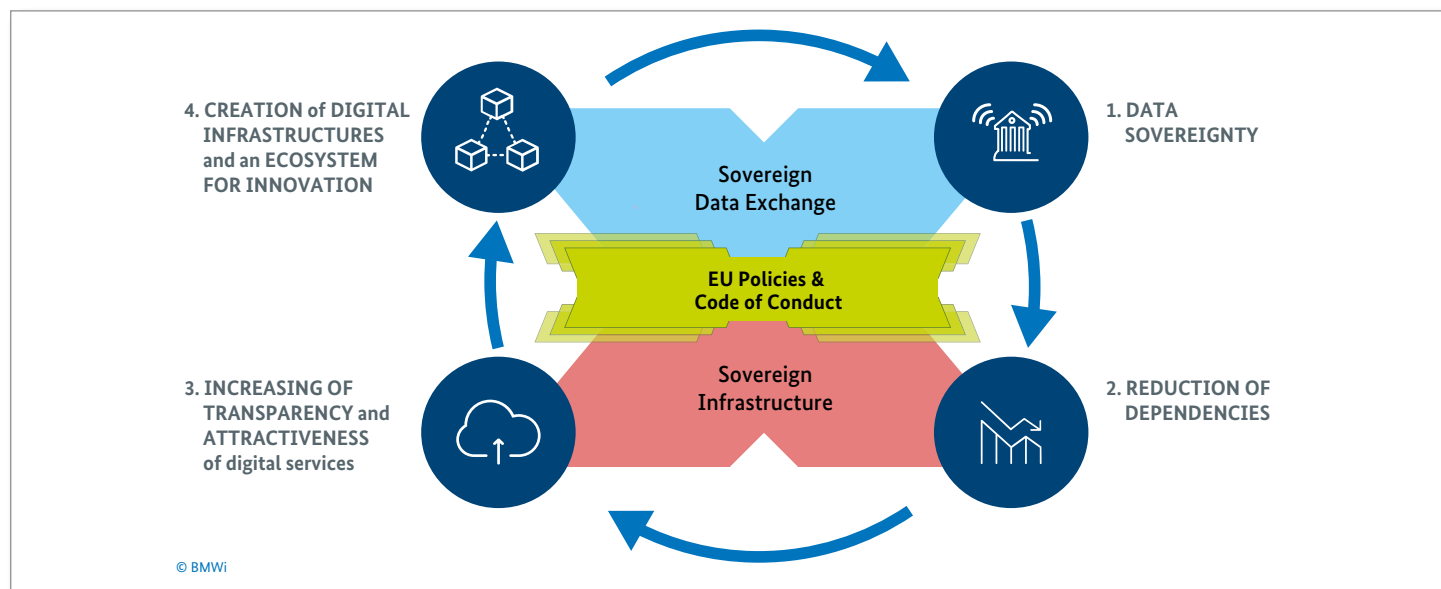 4. CREATION of DIGITAL
INFRASTRUCTURES
and an ECOSYSTEM
FOR INNOVATION
1. DATA
SOVEREIGNTY
Sovereign
Data Exchange
EU Policies &
Code of Conduct
Sovereign
Infrastructure
3. INCREASING OF
TRANSPARENCY and
ATTRACTIVENESS
of digital services
2. REDUCTION OF
DEPENDENCIES
© BMWi